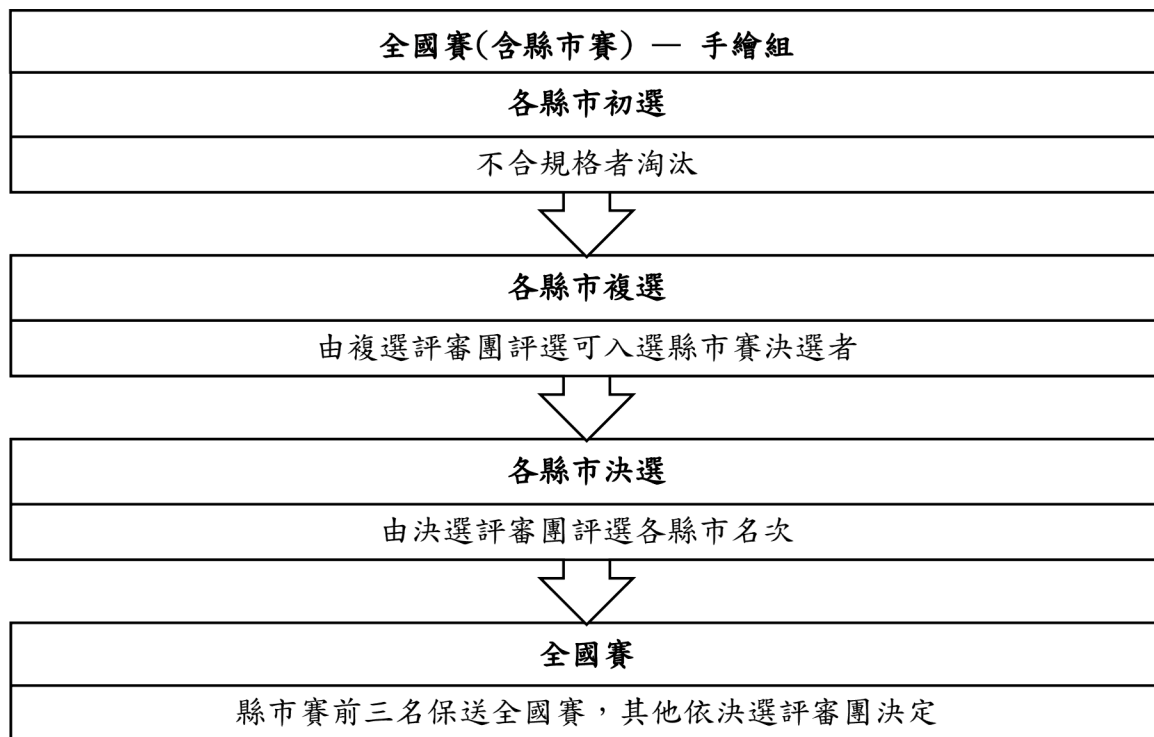 全國賽(含縣市賽) — 手繪組
各縣市初選
不合規格者淘汰
各縣市複選
由複選評審團評選可入選縣市賽決選者
各縣市決選
由決選評審團評選各縣市名次
全國賽
縣市賽前三名保送全國賽，其他依決選評審團決定